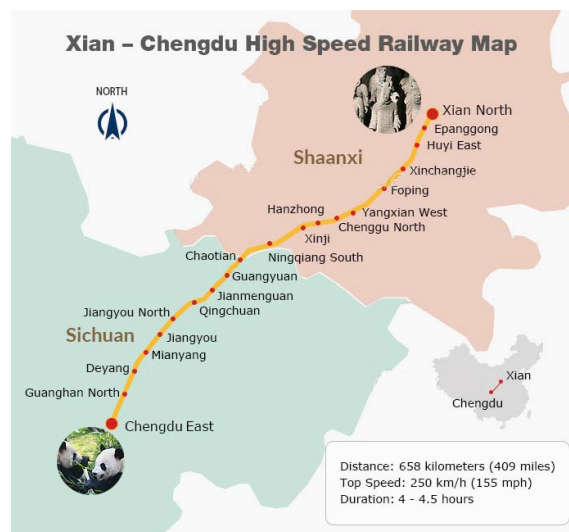 Xian – Chengdu High Speed Railway Map
NORTH
Xian North
Epanggong
Huyi East
Shaanxi
Xinchangjie
Foping
Hanzhong
Yangxian West
Chenggu North
Xinji
Ningqiang South
Chaotian
Guangyuan
Jianmenguan
Qingchuan
Jiangyou North
Sichuan
Jiangyou
Mianyang
Deyang
Guanghan North
Chengdu East
Xian
Chengdu
Distance: 658 kilometers (409 miles)
Top Speed: 250 km/h (155 mph)
Duration: 4 - 4.5 hours